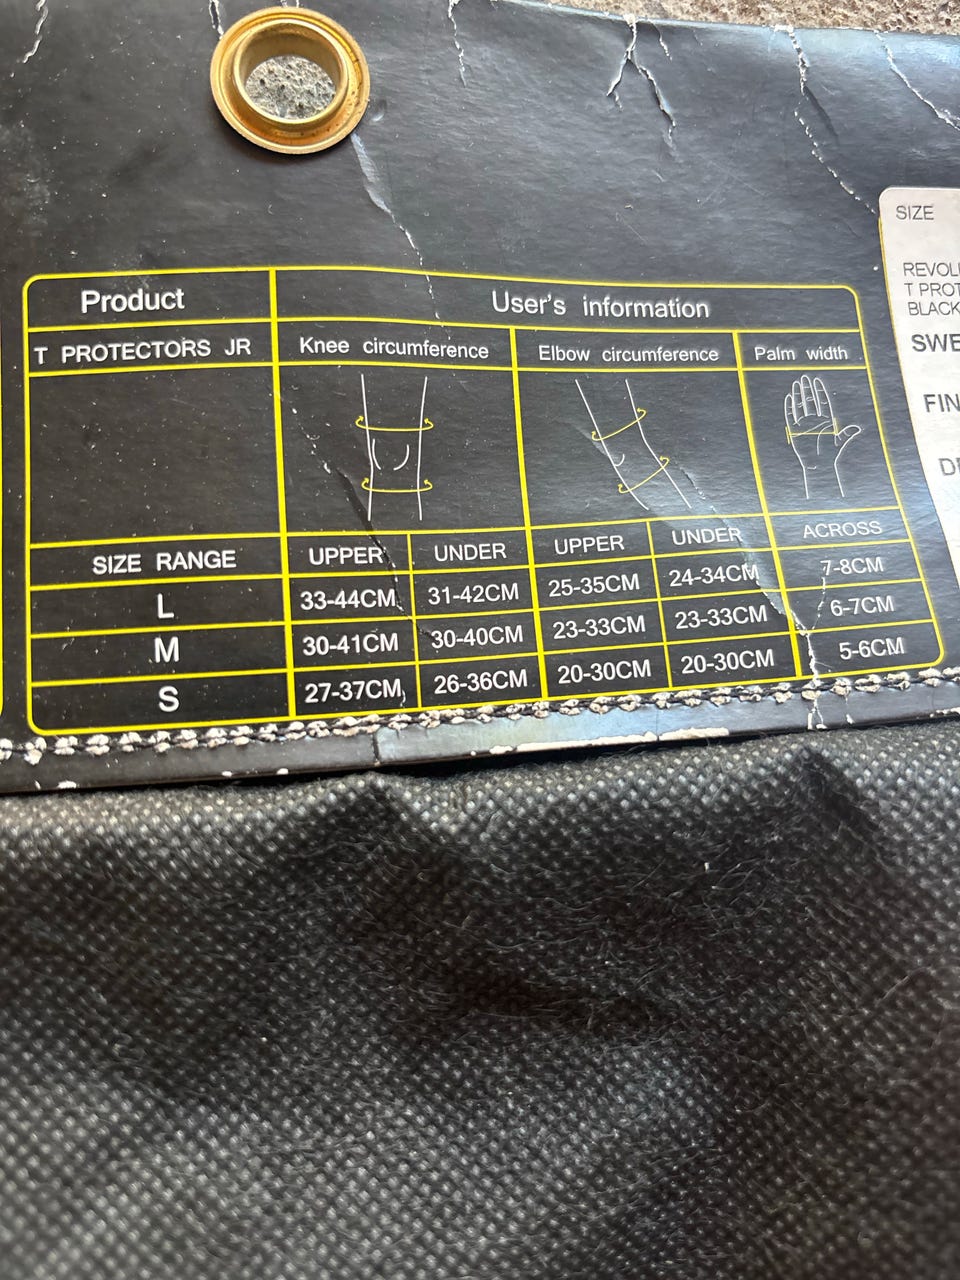 Product User's information
T PROTECTORS JR Knee circumference Elbow circumference Palm width
SIZE RANGE UPPER UNDER UPPER UNDER ACROSS
L 33-44CM 31-42CM 25-35CM 24-34CM 7-8CM
M 30-41CM 30-40CM 23-33CM 23-33CM 6-7CM
S 27-37CM 26-36CM 20-30CM 20-30CM 5-6CM
SIZE
REVOL
T PROT
BLACK
SWE
FIN